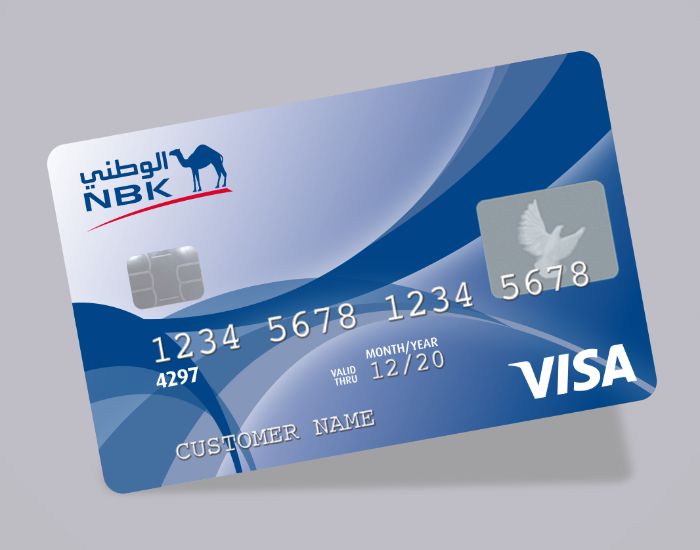 الوطني
NBK
1234 5678 1234 5678
4297
VALID THRU
MONTH/YEAR
12/20
CUSTOMER NAME
VISA